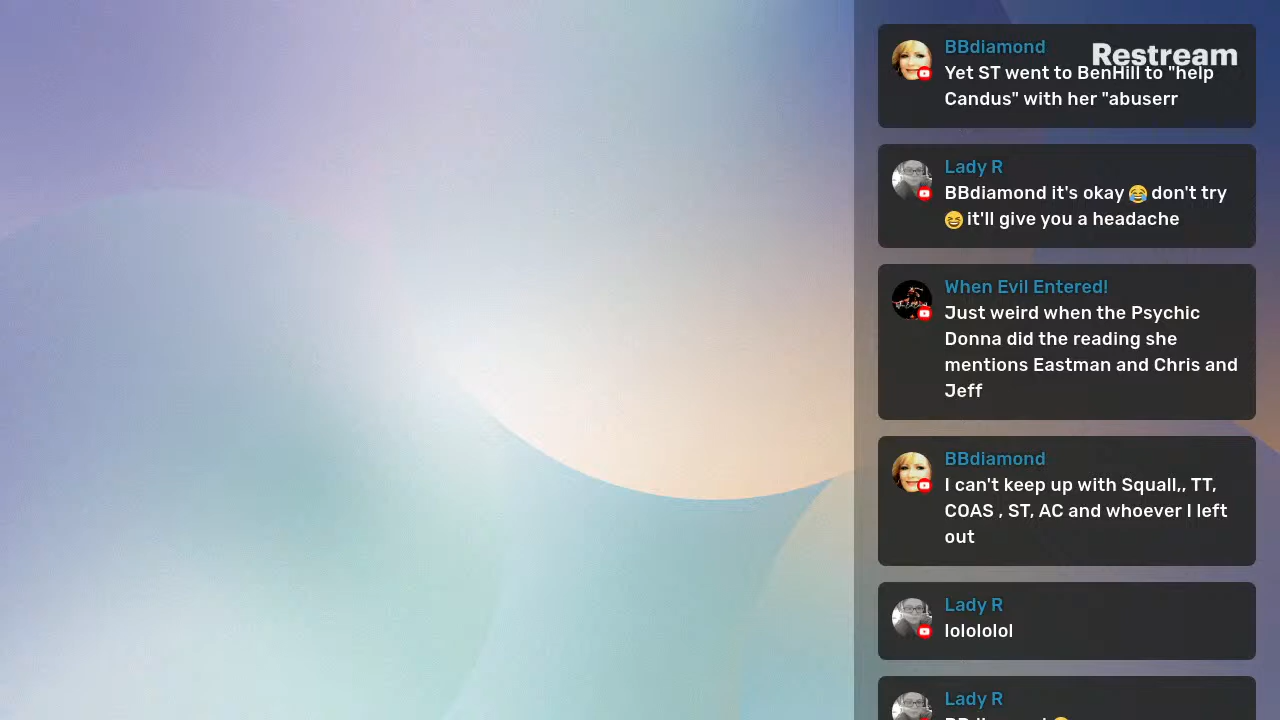 BBdiamond
Restream
Yet ST went to BenHill to "help
Candus" with her "abuserr
Lady R
BBdiamond it's okay 😂 don't try
😆 it'll give you a headache
When Evil Entered!
Just weird when the Psychic
Donna did the reading she
mentions Eastman and Chris and
Jeff
BBdiamond
I can't keep up with Squall,, TT,
COAS , ST, AC and whoever I left
out
Lady R
lolololol
Lady R